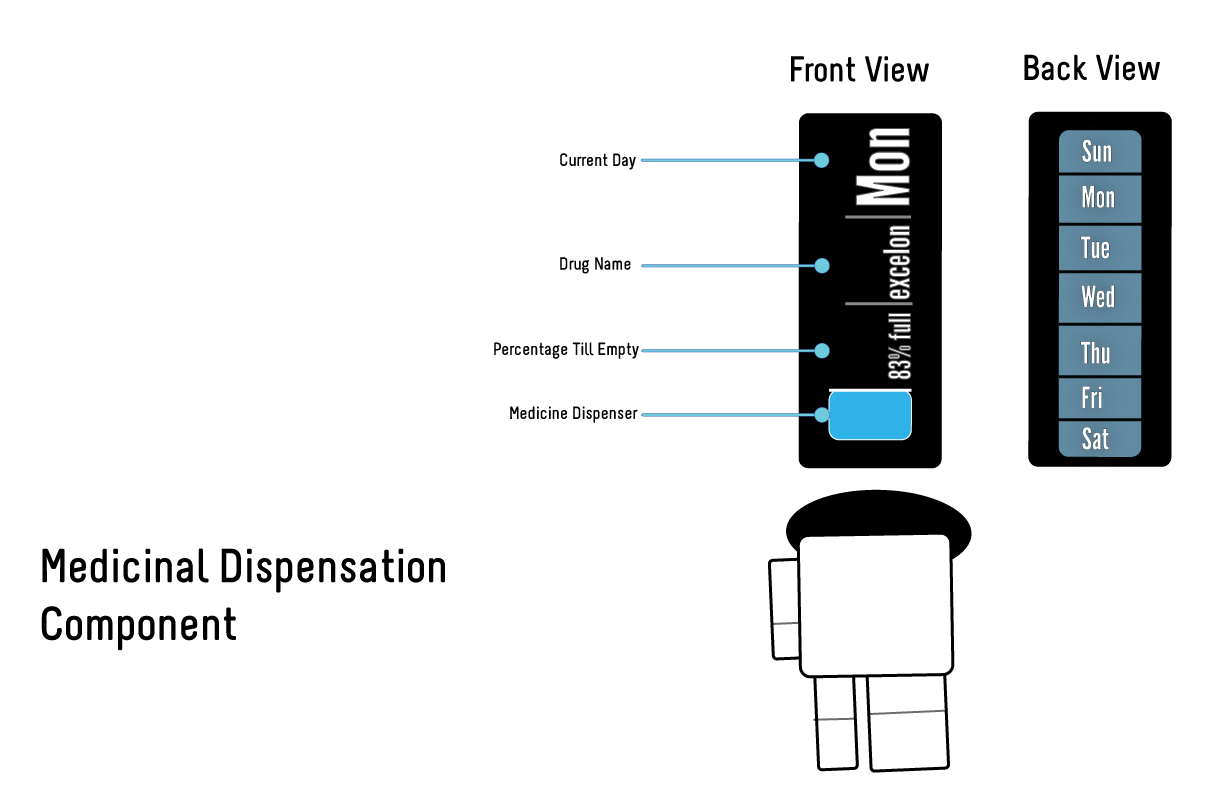 Front View
Back View
Current Day
Drug Name
Percentage Till Empty
Medicine Dispenser
Mon
excelon
83% full
Sun
Mon
Tue
Wed
Thu
Fri
Sat
Medicinal Dispensation
Component